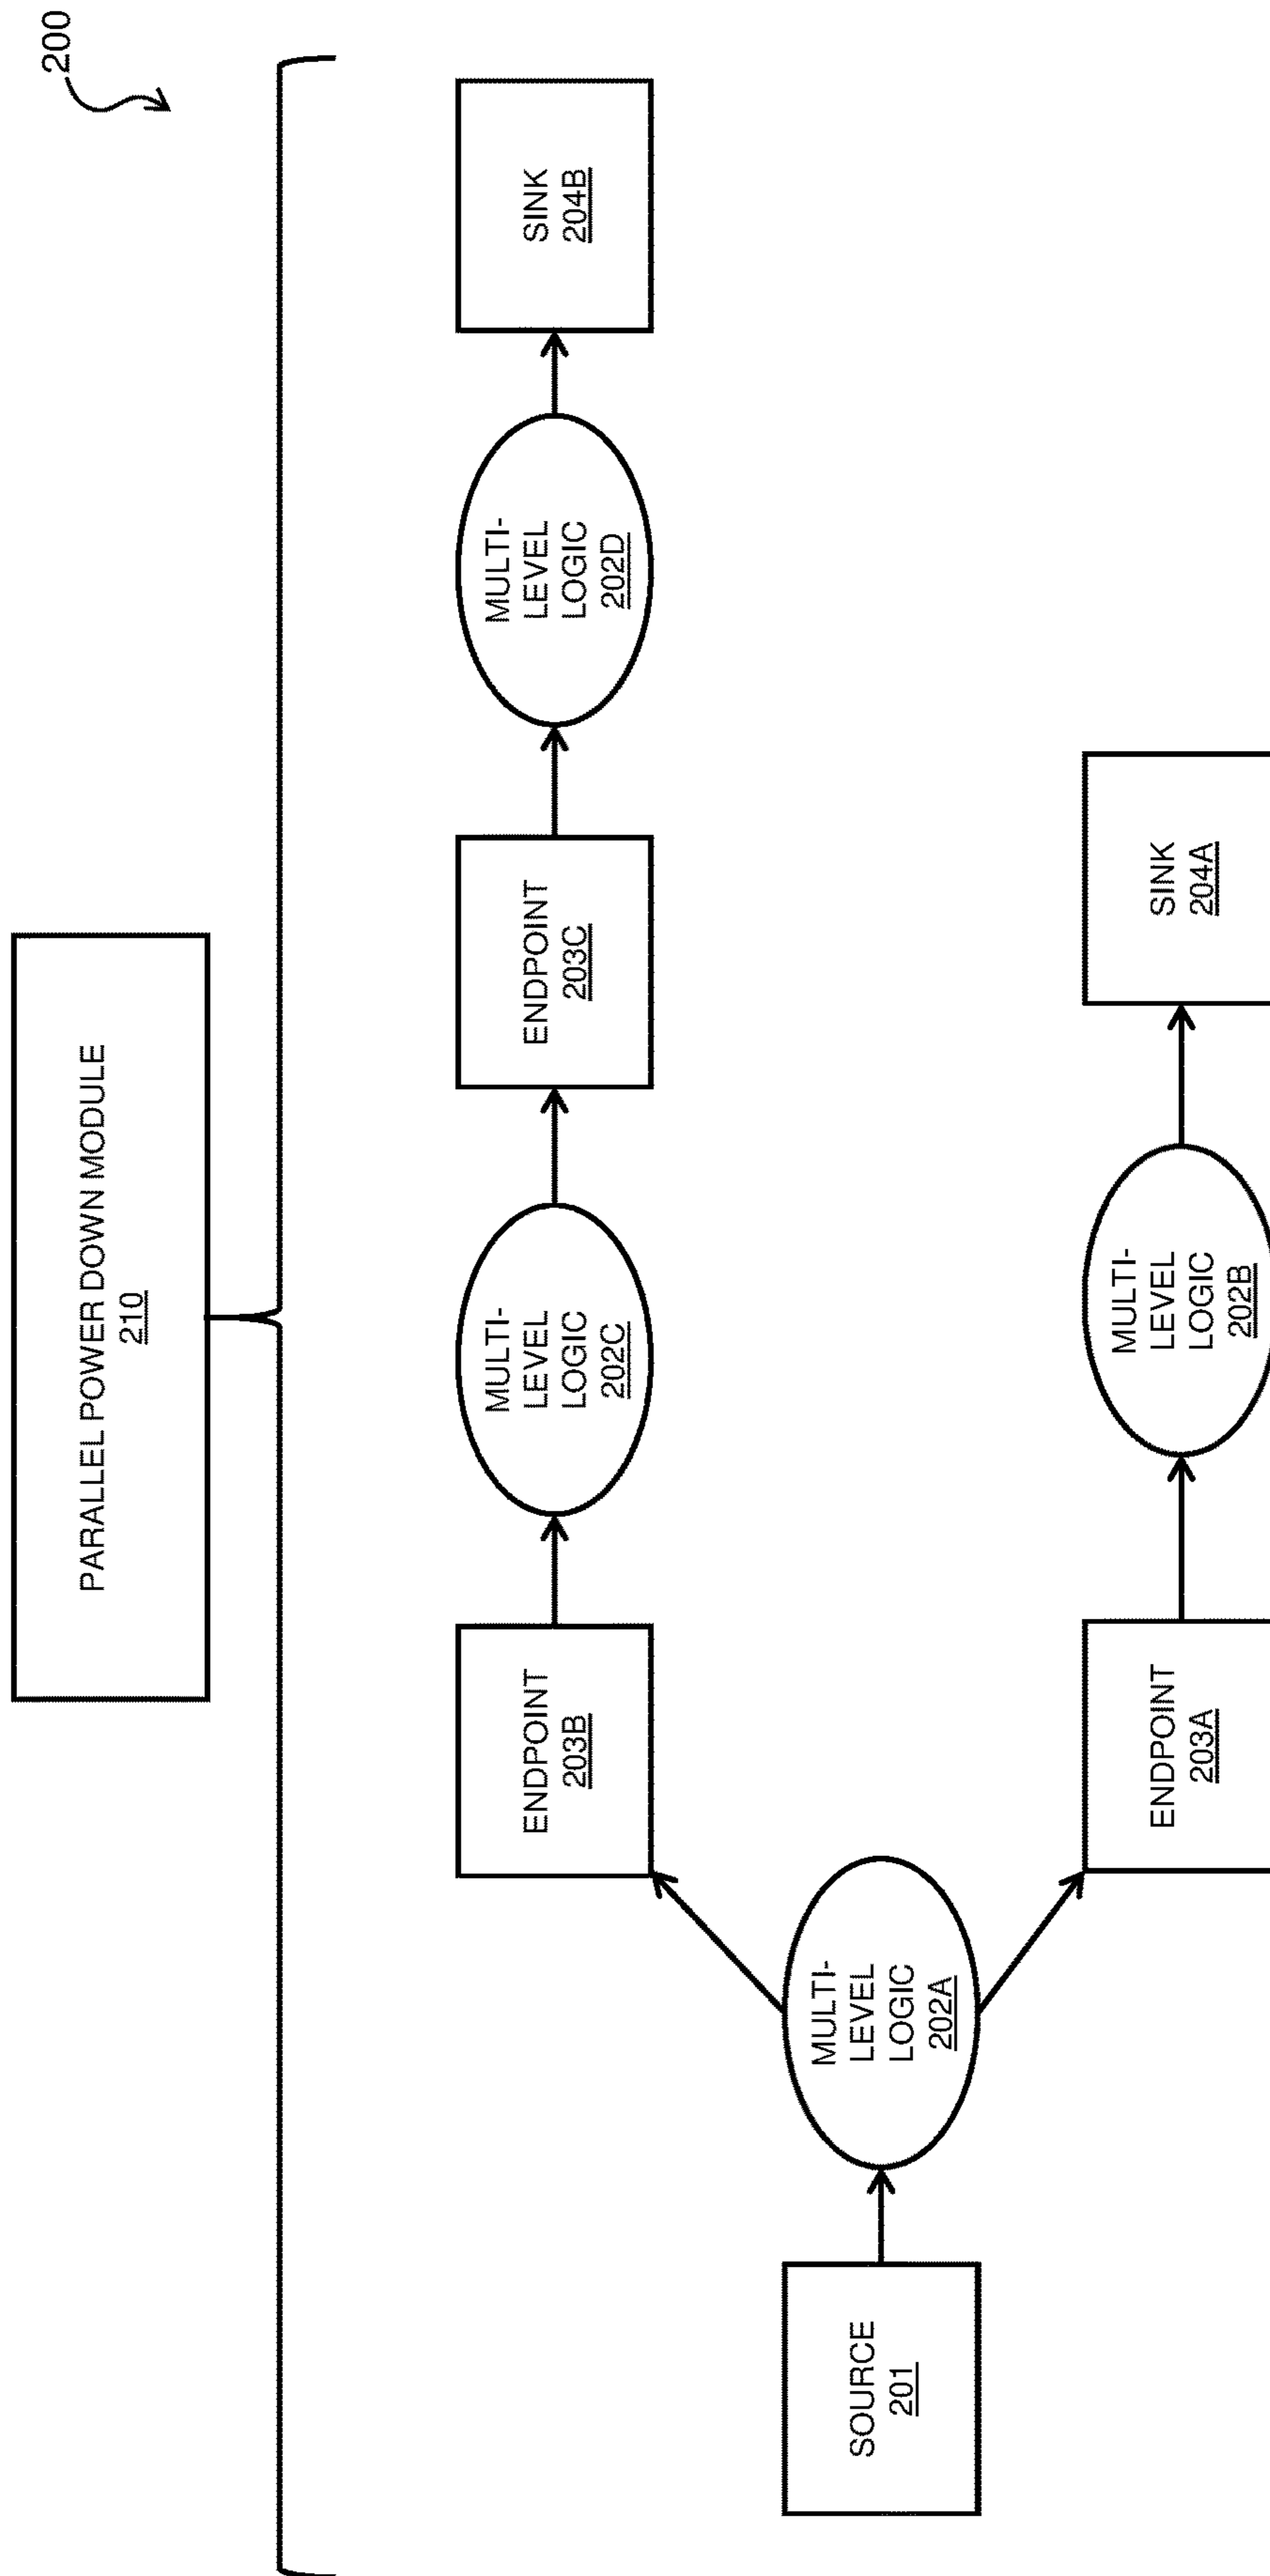 200
PARALLEL POWER DOWN MODULE
210
SOURCE
201
MULTI-
LEVEL
LOGIC
202A
ENDPOINT
203B
MULTI-
LEVEL
LOGIC
202C
ENDPOINT
203C
MULTI-
LEVEL
LOGIC
202D
SINK
204B
ENDPOINT
203A
MULTI-
LEVEL
LOGIC
202B
SINK
204A